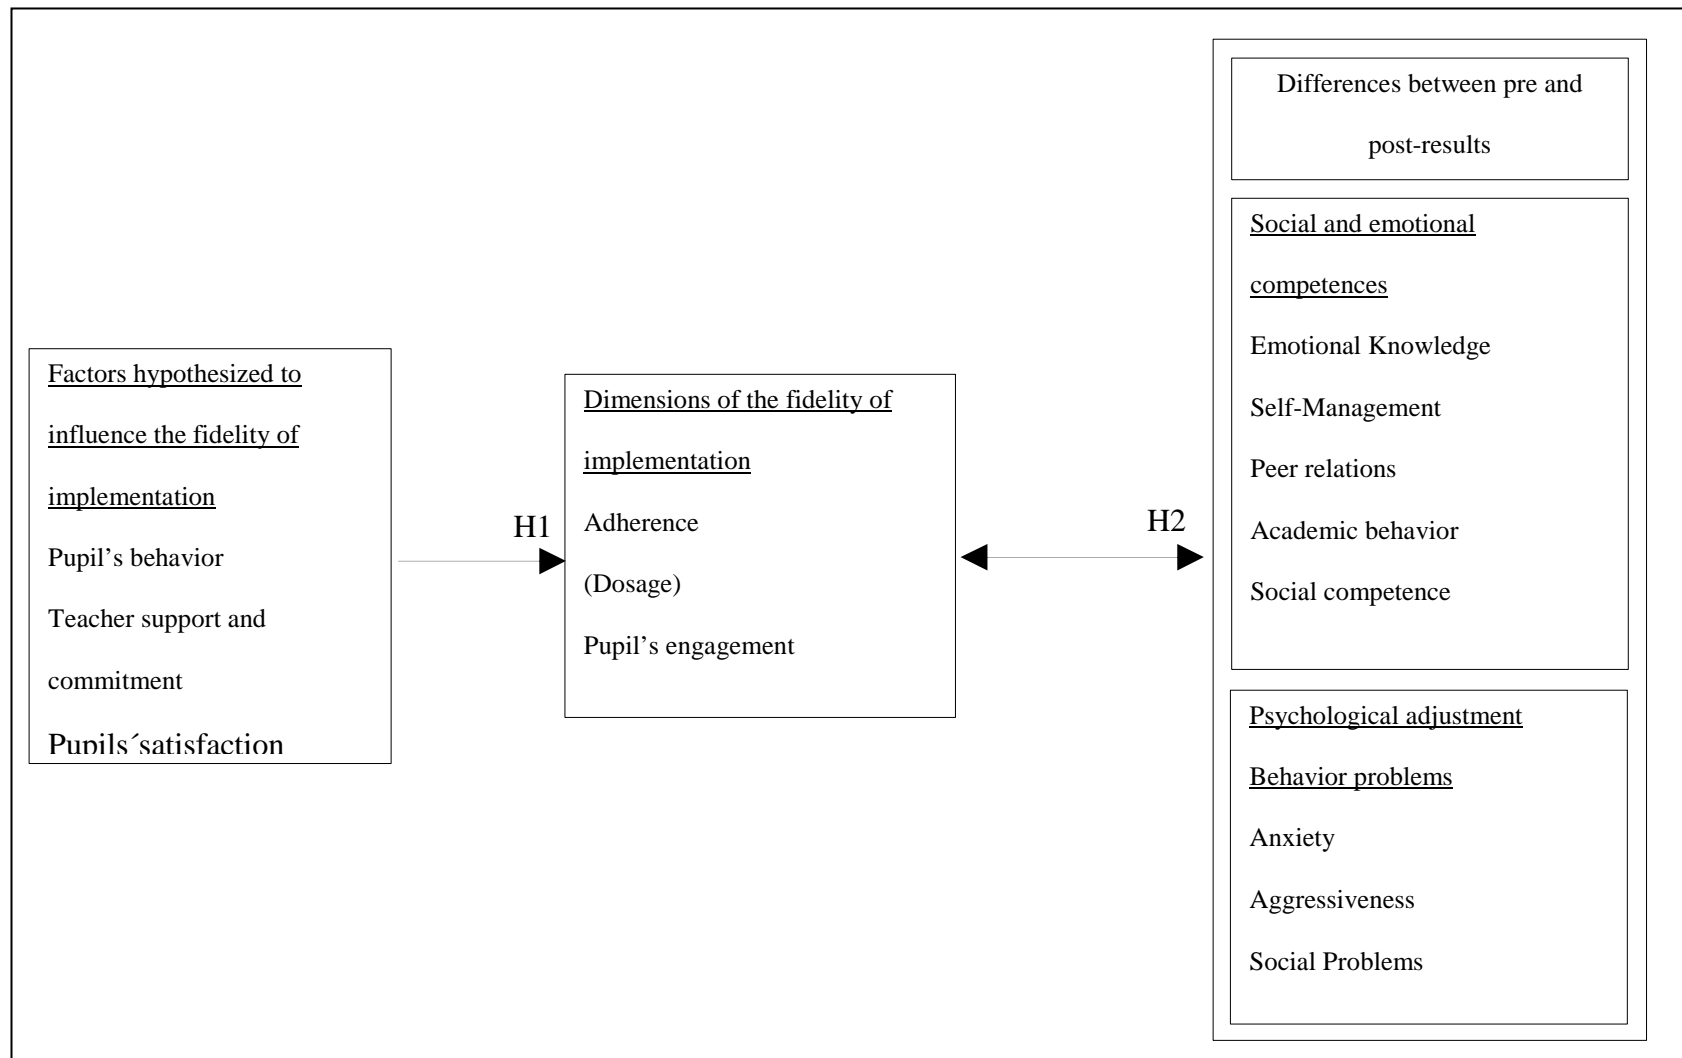 Factors hypothesized to
influence the fidelity of
implementation
Pupil’s behavior
Teacher support and
commitment
Pupils´satisfaction
H1
Dimensions of the fidelity of
implementation
Adherence
(Dosage)
Pupil’s engagement
H2
Differences between pre and
post-results
Social and emotional
competences
Emotional Knowledge
Self-Management
Peer relations
Academic behavior
Social competence
Psychological adjustment
Behavior problems
Anxiety
Aggressiveness
Social Problems